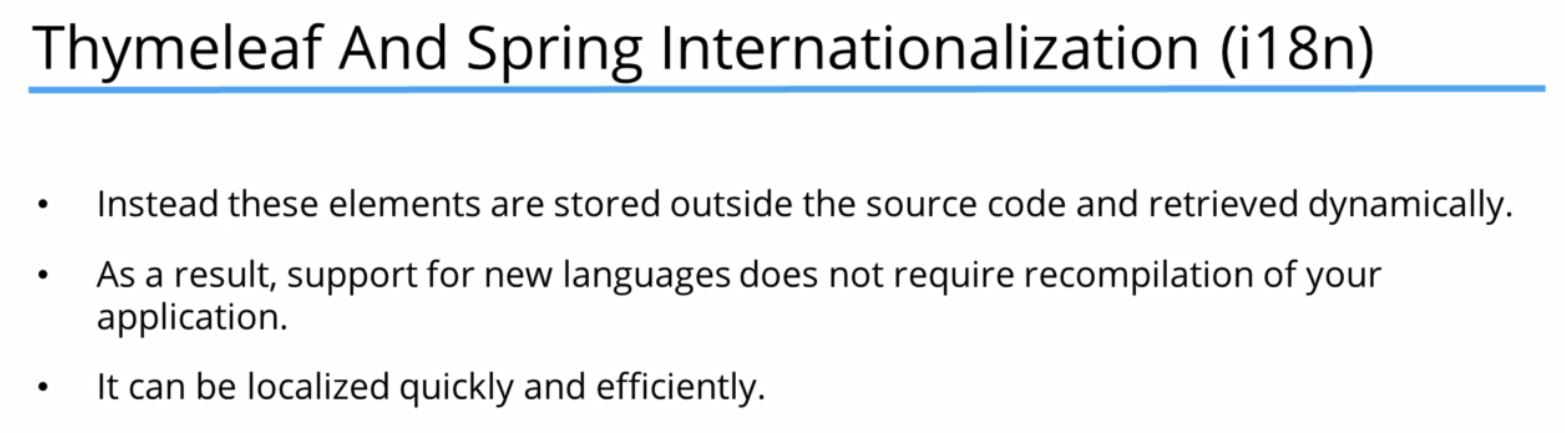 Thymeleaf And Spring Internationalization (i18n)
• Instead these elements are stored outside the source code and retrieved dynamically.
• As a result, support for new languages does not require recompilation of your
application.
• It can be localized quickly and efficiently.